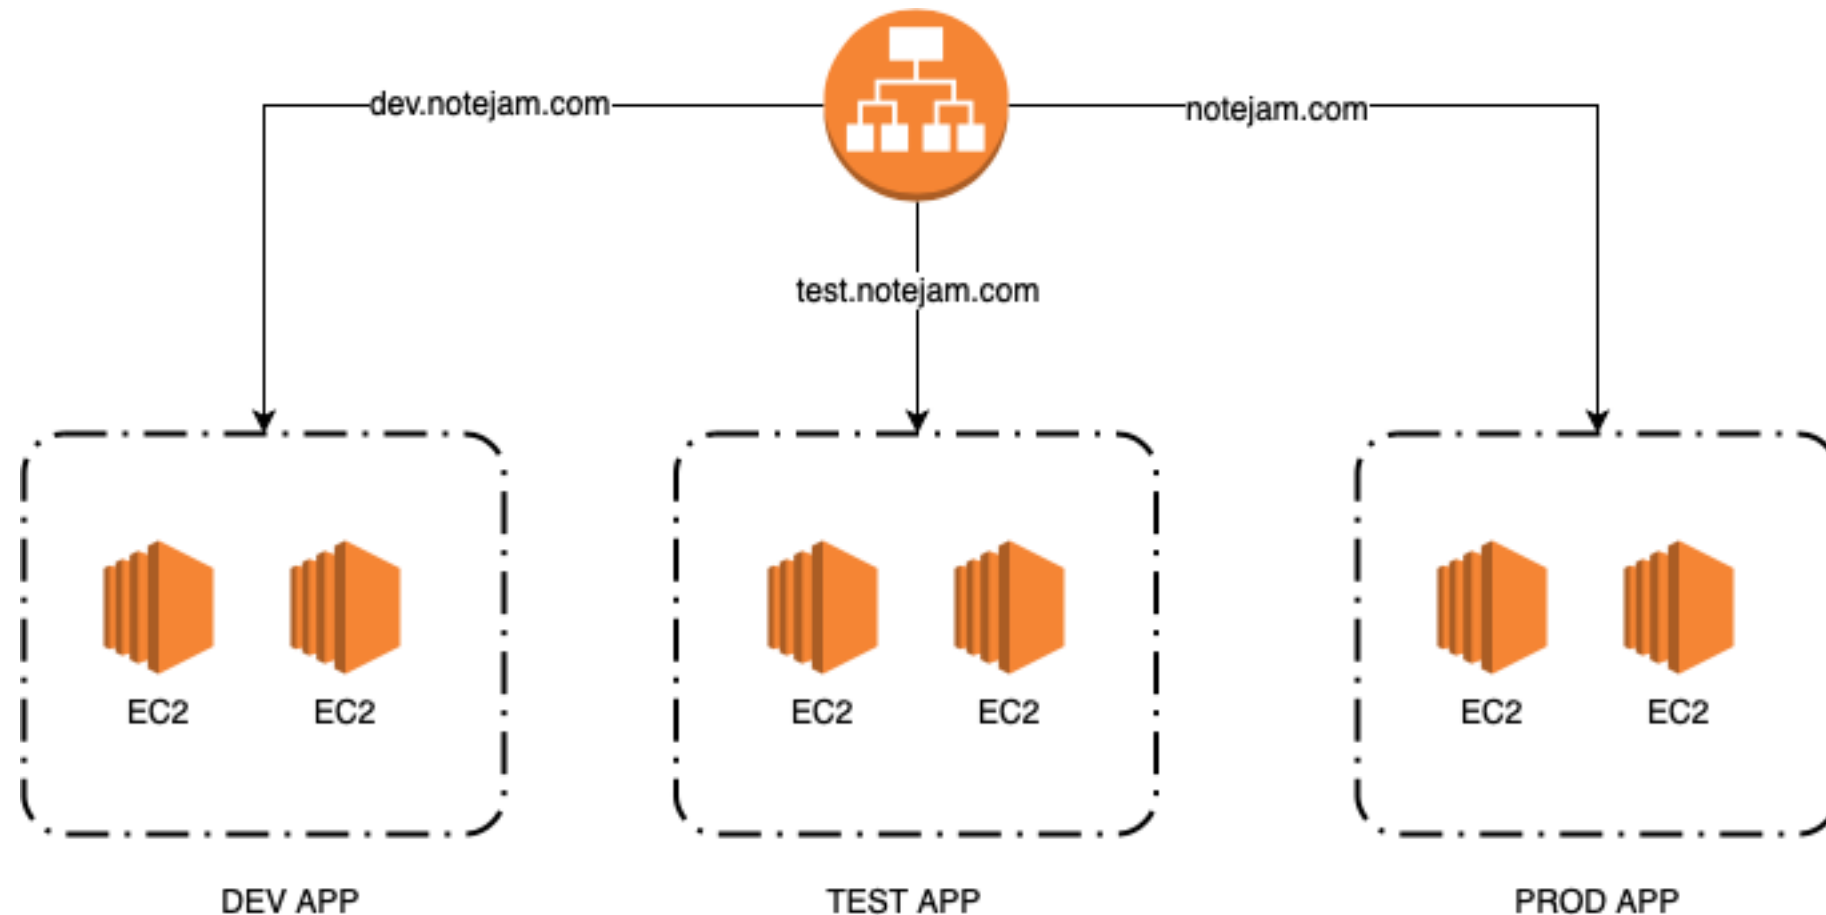 dev.notejam.com
notejam.com
test.notejam.com
EC2 EC2
EC2 EC2
EC2 EC2
DEV APP
TEST APP
PROD APP